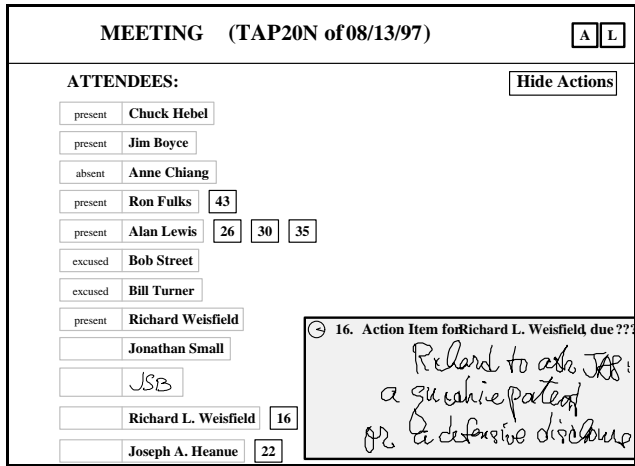 MEETING (TAP20N of 08/13/97) A L
ATTENDEES: Hide Actions
present Chuck Hebel
present Jim Boyce
absent Anne Chiang
present Ron Fulks 43
present Alan Lewis 26 30 35
excused Bob Street
excused Bill Turner
present Richard Weisfield
16. Action Item for Richard L. Weisfield, due ???
Jonathan Small
JSB
Richard L. Weisfield 16
Joseph A. Heanue 22
Richard to ask
a patent
or a defensive disclosure